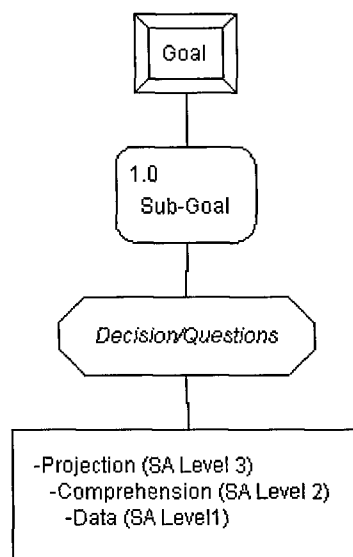 Goal
1.0
Sub-Goal
Decision/Questions
-Projection (SA Level 3)
-Comprehension (SA Level 2)
-Data (SA Level1)